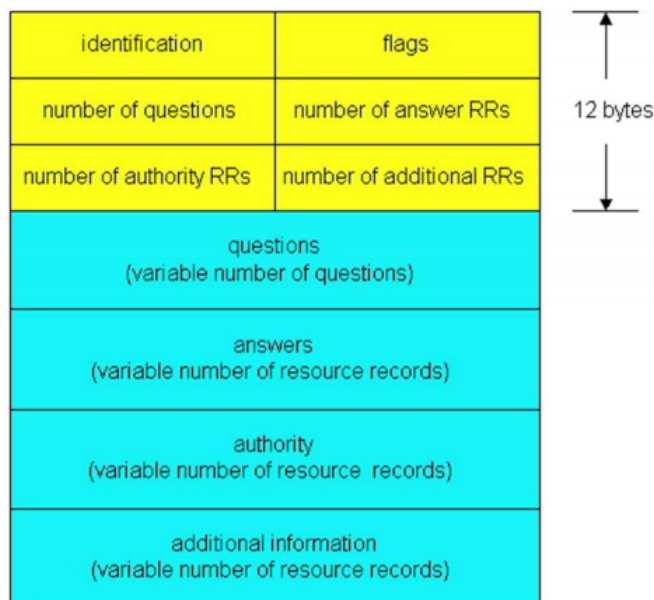 identification
flags
number of questions
number of answer RRs
12 bytes
number of authority RRs
number of additional RRs
questions
(variable number of questions)
answers
(variable number of resource records)
authority
(variable number of resource records)
additional information
(variable number of resource records)